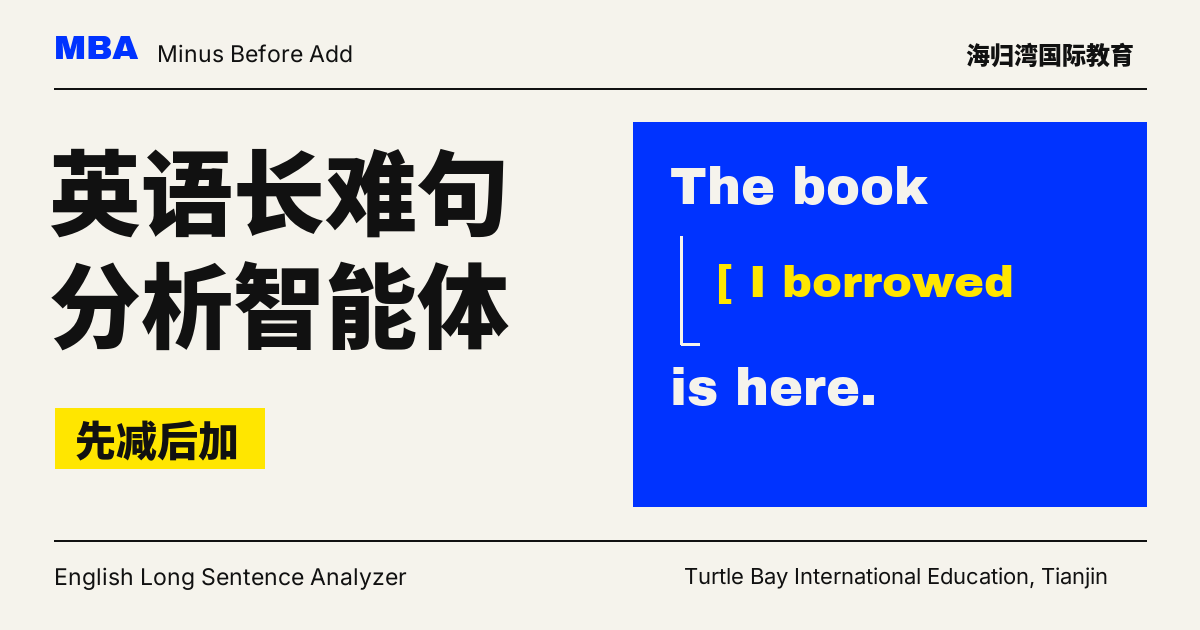 MBA Minus Before Add
海归湾国际教育
英语长难句
分析智能体
先减后加
The book
[ I borrowed
is here.
English Long Sentence Analyzer
Turtle Bay International Education, Tianjin